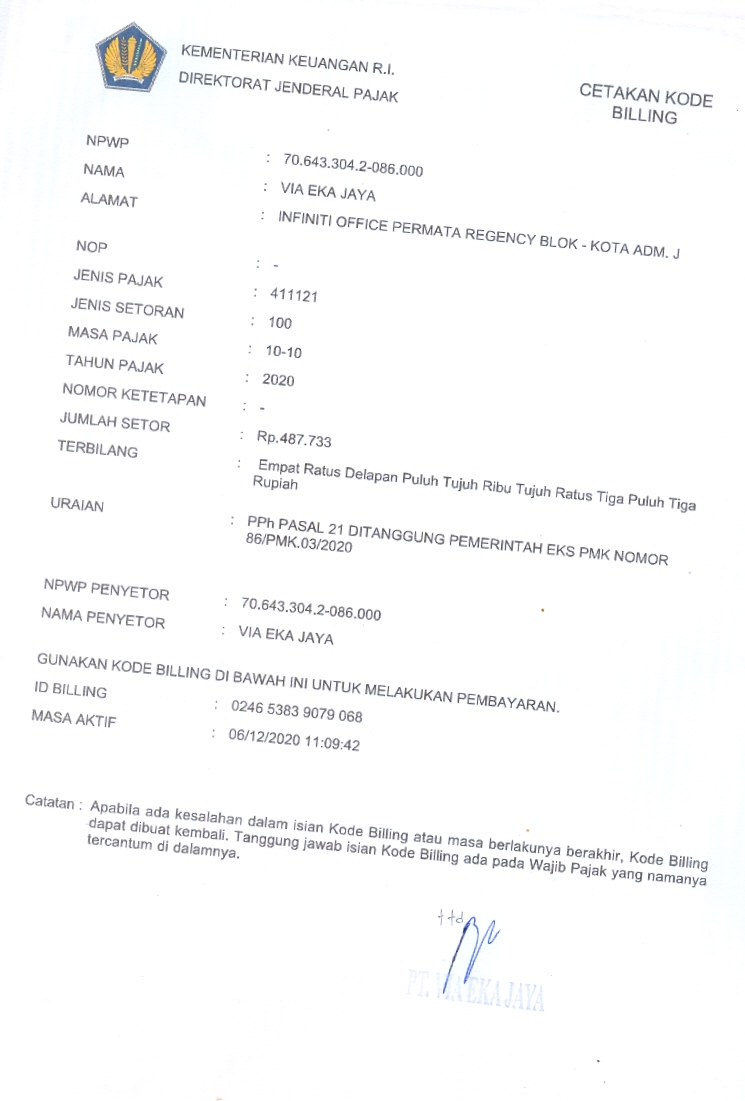 KEMENTERIAN KEUANGAN R.I.
DIREKTORAT JENDERAL PAJAK
CETAKAN KODE
BILLING
NPWP : 70.643.304.2-086.000
NAMA : VIA EKA JAYA
ALAMAT : INFINITI OFFICE PERMATA REGENCY BLOK - KOTA ADM. J
NOP : -
JENIS PAJAK : 411121
JENIS SETORAN : 100
MASA PAJAK : 10-10
TAHUN PAJAK : 2020
NOMOR KETETAPAN : -
JUMLAH SETOR : Rp.487.733
TERBILANG : Empat Ratus Delapan Puluh Tujuh Ribu Tujuh Ratus Tiga Puluh Tiga
Rupiah
URAIAN : PPh PASAL 21 DITANGGUNG PEMERINTAH EKS PMK NOMOR
86/PMK.03/2020
NPWP PENYETOR : 70.643.304.2-086.000
NAMA PENYETOR : VIA EKA JAYA
GUNAKAN KODE BILLING DI BAWAH INI UNTUK MELAKUKAN PEMBAYARAN.
ID BILLING : 0246 5383 9079 068
MASA AKTIF : 06/12/2020 11:09:42
Catatan : Apabila ada kesalahan dalam isian Kode Billing atau masa berlakunya berakhir, Kode Billing
dapat dibuat kembali. Tanggung jawab isian Kode Billing ada pada Wajib Pajak yang namanya
tercantum di dalamnya.
ttd
PT. VIA EKA JAYA